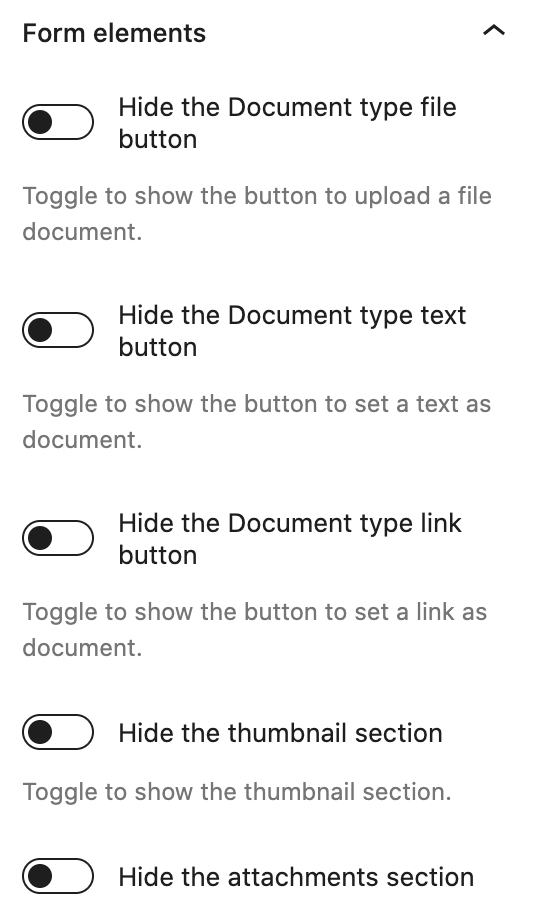 Form elements
Hide the Document type file
button
Toggle to show the button to upload a file
document.
Hide the Document type text
button
Toggle to show the button to set a text as
document.
Hide the Document type link
button
Toggle to show the button to set a link as
document.
Hide the thumbnail section
Toggle to show the thumbnail section.
Hide the attachments section